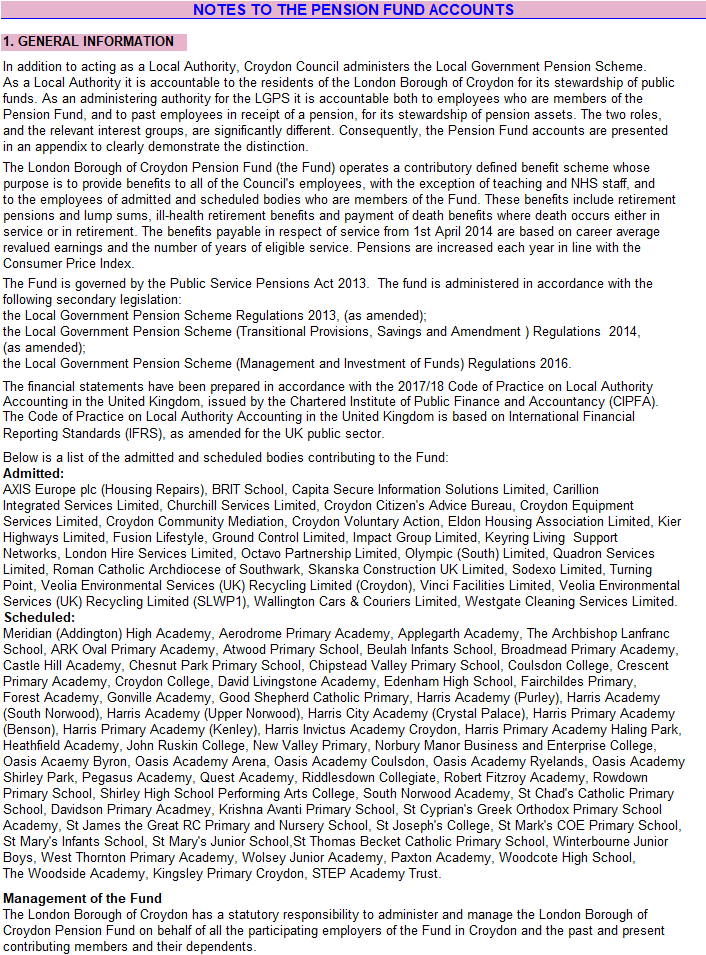 NOTES TO THE PENSION FUND ACCOUNTS
1. GENERAL INFORMATION
In addition to acting as a Local Authority, Croydon Council administers the Local Government Pension Scheme.
As a Local Authority it is accountable to the residents of the London Borough of Croydon for its stewardship of public
funds. As an administering authority for the LGPS it is accountable both to employees who are members of the
Pension Fund, and to past employees in receipt of a pension, for its stewardship of pension assets. The two roles,
and the relevant interest groups, are significantly different. Consequently, the Pension Fund accounts are presented
in an appendix to clearly demonstrate the distinction.
The London Borough of Croydon Pension Fund (the Fund) operates a contributory defined benefit scheme whose
purpose is to provide benefits to all of the Council's employees, with the exception of teaching and NHS staff, and
to the employees of admitted and scheduled bodies who are members of the Fund. These benefits include retirement
pensions and lump sums, ill-health retirement benefits and payment of death benefits where death occurs either in
service or in retirement. The benefits payable in respect of service from 1st April 2014 are based on career average
revalued earnings and the number of years of eligible service. Pensions are increased each year in line with the
Consumer Price Index.
The Fund is governed by the Public Service Pensions Act 2013.  The fund is administered in accordance with the
following secondary legislation:
the Local Government Pension Scheme Regulations 2013, (as amended);
the Local Government Pension Scheme (Transitional Provisions, Savings and Amendment ) Regulations  2014,
(as amended);
the Local Government Pension Scheme (Management and Investment of Funds) Regulations 2016.
The financial statements have been prepared in accordance with the 2017/18 Code of Practice on Local Authority
Accounting in the United Kingdom, issued by the Chartered Institute of Public Finance and Accountancy (CIPFA).
The Code of Practice on Local Authority Accounting in the United Kingdom is based on International Financial
Reporting Standards (IFRS), as amended for the UK public sector.
Below is a list of the admitted and scheduled bodies contributing to the Fund:
Admitted:
AXIS Europe plc (Housing Repairs), BRIT School, Capita Secure Information Solutions Limited, Carillion
Integrated Services Limited, Churchill Services Limited, Croydon Citizen's Advice Bureau, Croydon Equipment
Services Limited, Croydon Community Mediation, Croydon Voluntary Action, Eldon Housing Association Limited, Kier
Highways Limited, Fusion Lifestyle, Ground Control Limited, Impact Group Limited, Keyring Living  Support
Networks, London Hire Services Limited, Octavo Partnership Limited, Olympic (South) Limited, Quadron Services
Limited, Roman Catholic Archdiocese of Southwark, Skanska Construction UK Limited, Sodexo Limited, Turning
Point, Veolia Environmental Services (UK) Recycling Limited (Croydon), Vinci Facilities Limited, Veolia Environmental
Services (UK) Recycling Limited (SLWP1), Wallington Cars & Couriers Limited, Westgate Cleaning Services Limited.
Scheduled:
Meridian (Addington) High Academy, Aerodrome Primary Academy, Applegarth Academy, The Archbishop Lanfranc
School, ARK Oval Primary Academy, Atwood Primary School, Beulah Infants School, Broadmead Primary Academy,
Castle Hill Academy, Chesnut Park Primary School, Chipstead Valley Primary School, Coulsdon College, Crescent
Primary Academy, Croydon College, David Livingstone Academy, Edenham High School, Fairchildes Primary,
Forest Academy, Gonville Academy, Good Shepherd Catholic Primary, Harris Academy (Purley), Harris Academy
(South Norwood), Harris Academy (Upper Norwood), Harris City Academy (Crystal Palace), Harris Primary Academy
(Benson), Harris Primary Academy (Kenley), Harris Invictus Academy Croydon, Harris Primary Academy Haling Park,
Heathfield Academy, John Ruskin College, New Valley Primary, Norbury Manor Business and Enterprise College,
Oasis Acaemy Byron, Oasis Academy Arena, Oasis Academy Coulsdon, Oasis Academy Ryelands, Oasis Academy
Shirley Park, Pegasus Academy, Quest Academy, Riddlesdown Collegiate, Robert Fitzroy Academy, Rowdown
Primary School, Shirley High School Performing Arts College, South Norwood Academy, St Chad's Catholic Primary
School, Davidson Primary Acadmey, Krishna Avanti Primary School, St Cyprian's Greek Orthodox Primary School
Academy, St James the Great RC Primary and Nursery School, St Joseph's College, St Mark's COE Primary School,
St Mary's Infants School, St Mary's Junior School,St Thomas Becket Catholic Primary School, Winterbourne Junior
Boys, West Thornton Primary Academy, Wolsey Junior Academy, Paxton Academy, Woodcote High School,
The Woodside Academy, Kingsley Primary Croydon, STEP Academy Trust.
Management of the Fund
The London Borough of Croydon has a statutory responsibility to administer and manage the London Borough of
Croydon Pension Fund on behalf of all the participating employers of the Fund in Croydon and the past and present
contributing members and their dependents.